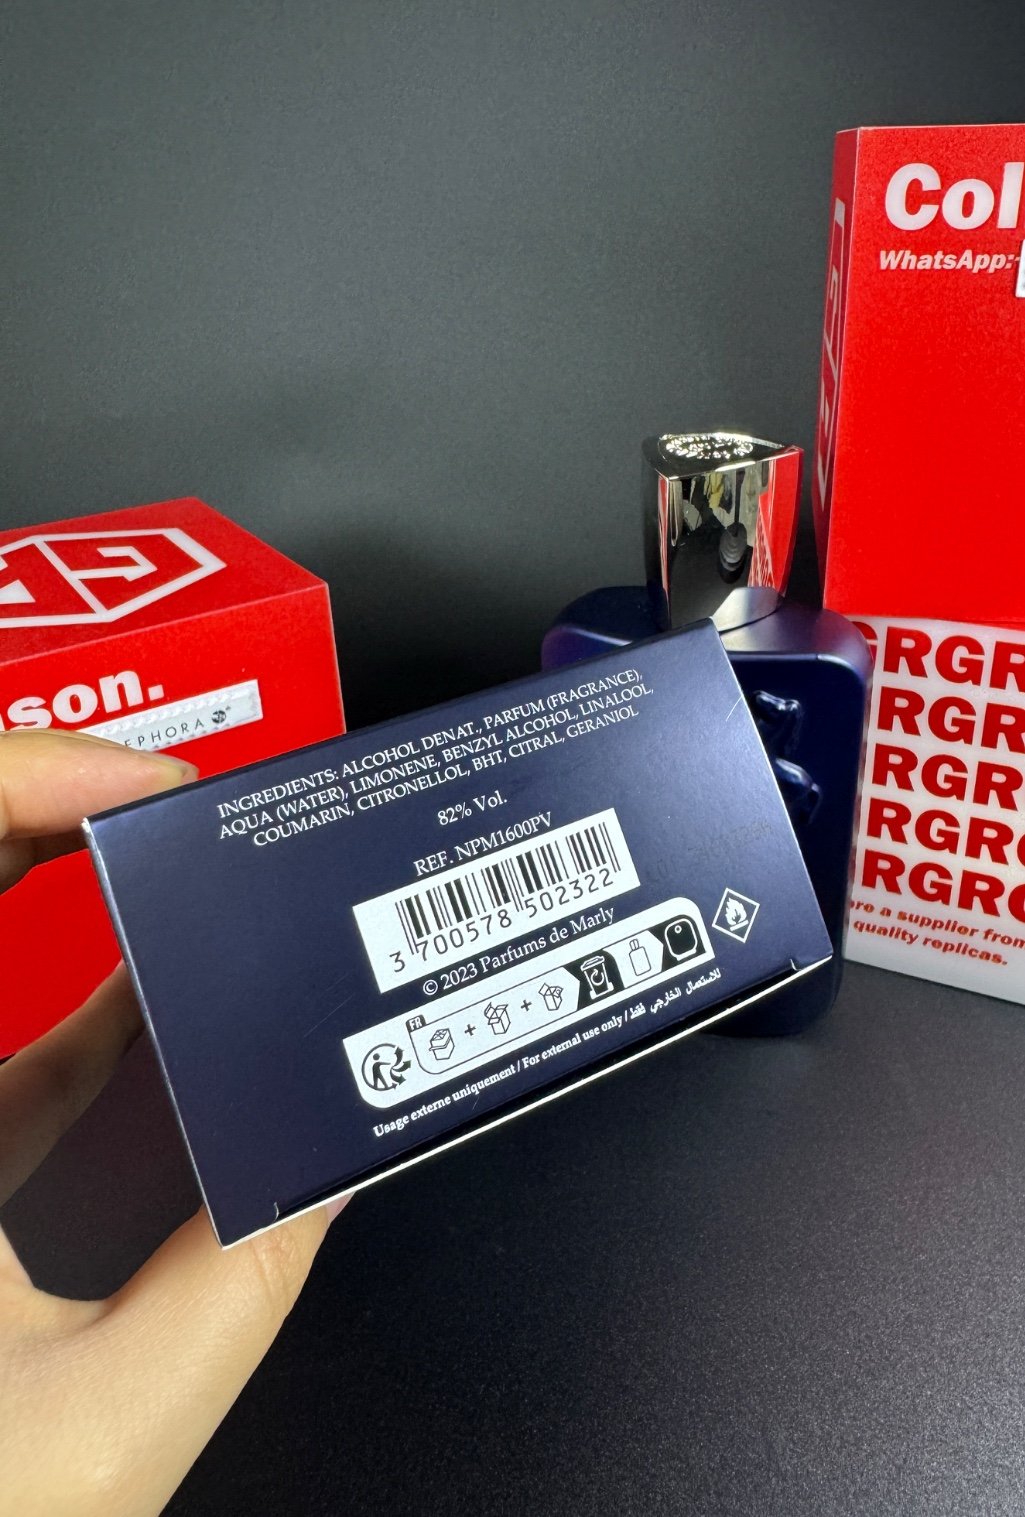 Col
WhatsApp:
son.
EPHORA
INGREDIENTS: ALCOHOL DENAT., PARFUM (FRAGRANCE),
AQUA (WATER), LIMONENE, BENZYL ALCOHOL, LINALOOL,
COUMARIN, CITRONELLOL, BHT, CITRAL, GERANIOL
82% Vol.
REF. NPM1600PV
3 700578 502322
© 2023 Parfums de Marly
FR
Usage externe uniquement / For external use only / للاستعمال الخارجي فقط
GRGR
RGR
RGR
RGRG
RGRG
are a supplier from
quality replicas.